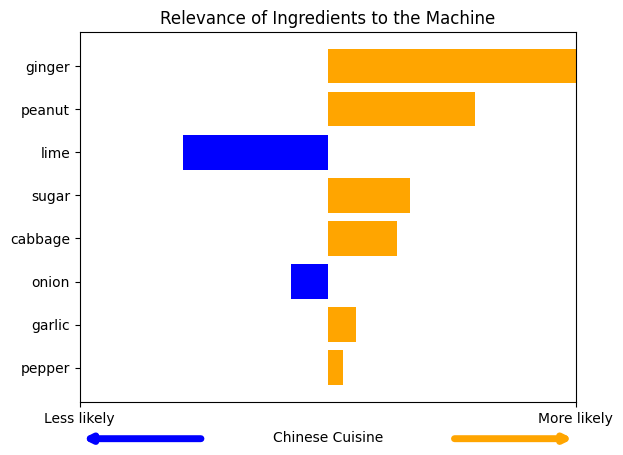 Relevance of Ingredients to the Machine
ginger
peanut
lime
sugar
cabbage
onion
garlic
pepper
Less likely
More likely
Chinese Cuisine